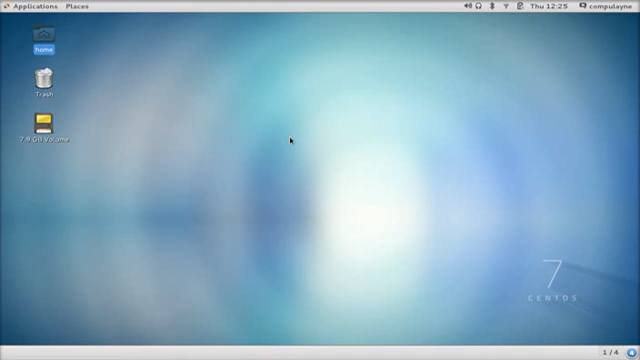 Applications Places Thu 12:25 compulayne
home
Trash
7.9 GB Volume
7
CENTOS
1 / 4